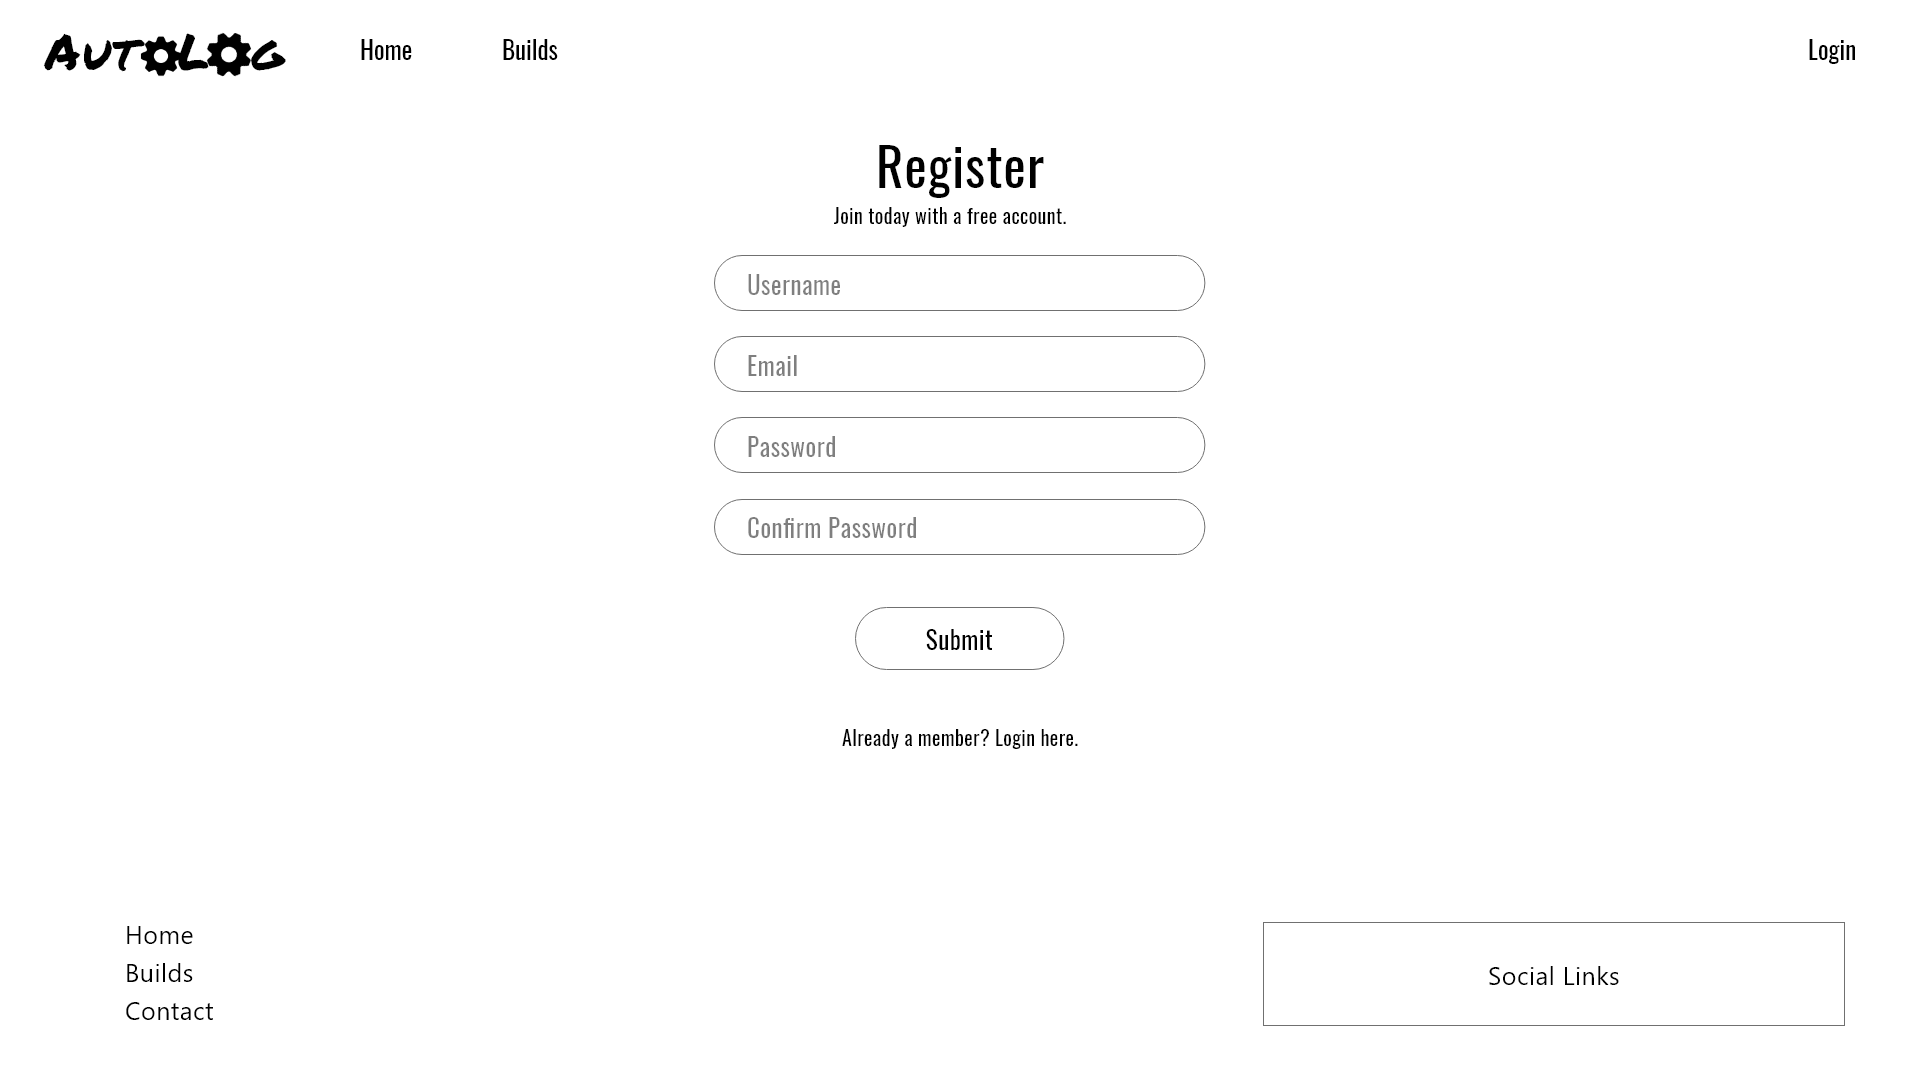 AutoLog Home Builds Login
Register
Join today with a free account.
Username
Email
Password
Confirm Password
Submit
Already a member? Login here.
Home
Builds
Contact
Social Links